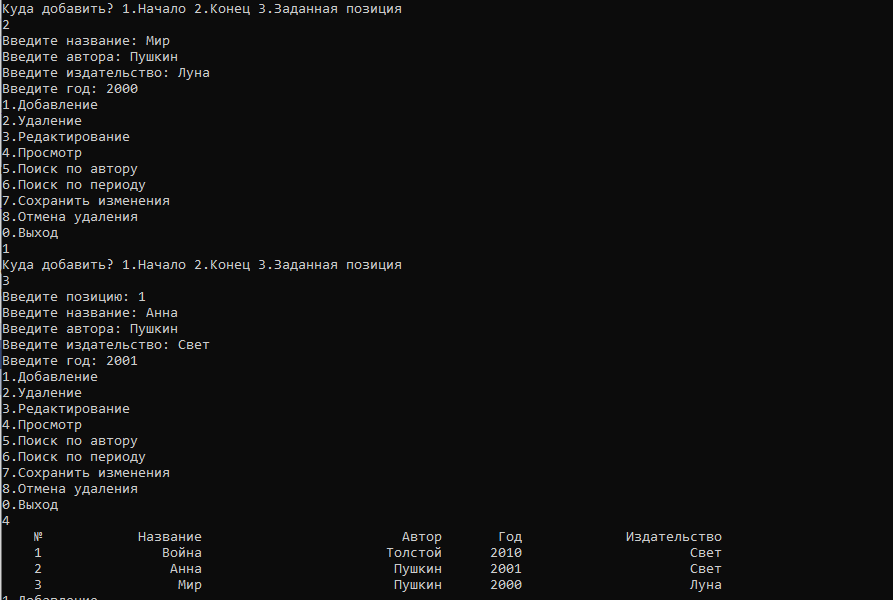 Куда добавить? 1.Начало 2.Конец 3.Заданная позиция
2
Введите название: Мир
Введите автора: Пушкин
Введите издательство: Луна
Введите год: 2000
1.Добавление
2.Удаление
3.Редактирование
4.Просмотр
5.Поиск по автору
6.Поиск по периоду
7.Сохранить изменения
8.Отмена удаления
0.Выход
1
Куда добавить? 1.Начало 2.Конец 3.Заданная позиция
3
Введите позицию: 1
Введите название: Анна
Введите автора: Пушкин
Введите издательство: Свет
Введите год: 2001
1.Добавление
2.Удаление
3.Редактирование
4.Просмотр
5.Поиск по автору
6.Поиск по периоду
7.Сохранить изменения
8.Отмена удаления
0.Выход
4
№ Название Автор Год Издательство
1 Война Толстой 2010 Свет
2 Анна Пушкин 2001 Свет
3 Мир Пушкин 2000 Луна
1.Добавление